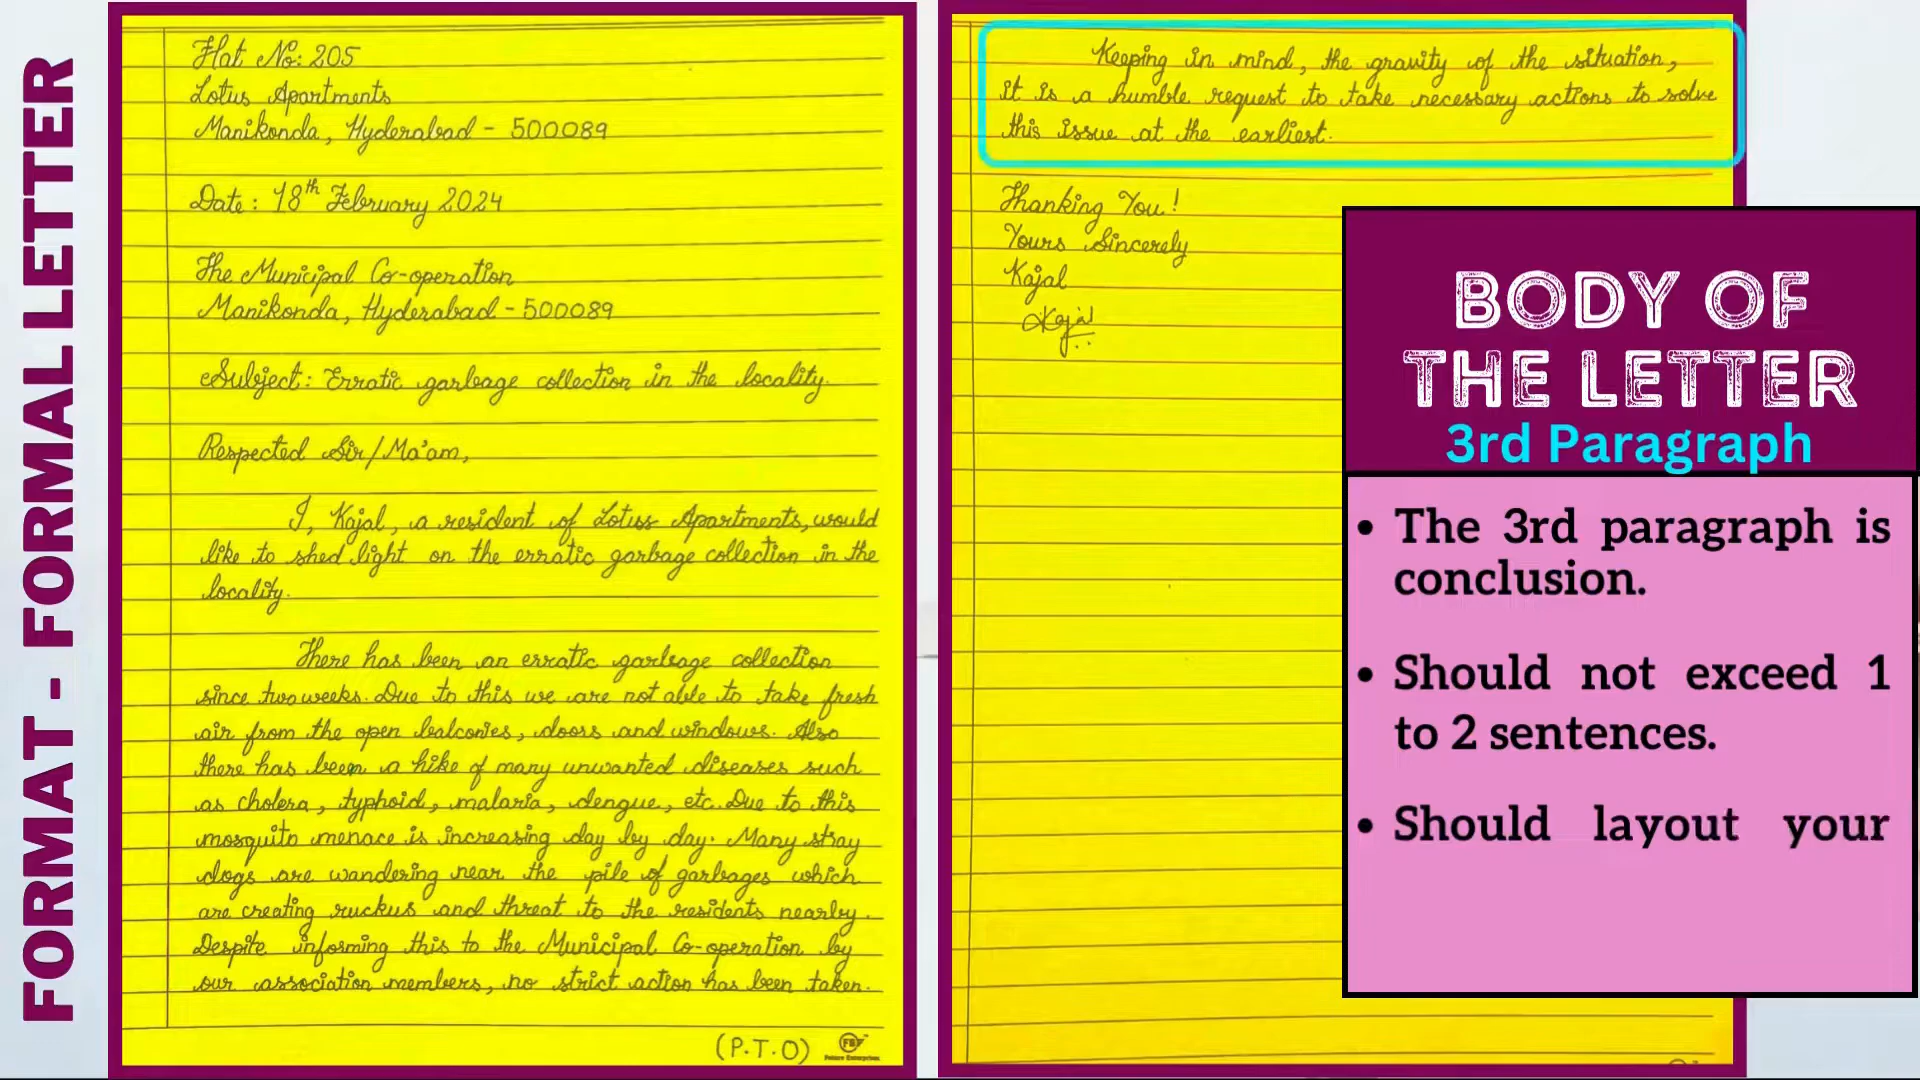 FORMAT - FORMAL LETTER
Flat No: 205
Lotus Apartments
Manikonda, Hyderabad - 500089
Date: 18th February 2024
The Municipal Co-operation
Manikonda, Hyderabad - 500089
Subject: Erratic garbage collection in the locality.
Respected Sir/Ma'am,
I, Kajal, a resident of Lotus Apartments, would
like to shed light on the erratic garbage collection in the
locality.
There has been an erratic garbage collection
since two weeks. Due to this we are not able to take fresh
air from the open balconies, doors and windows. Also
there has been a hike of many unwanted diseases such
as cholera, typhoid, malaria, dengue, etc. Due to this
mosquito menace is increasing day by day. Many stray
dogs are wandering near the pile of garbages which
are creating ruckus and threat to the residents nearby.
Despite informing this to the Municipal Co-operation by
our association members, no strict action has been taken.
(P.T.O)
Keeping in mind, the gravity of the situation,
it is a humble request to take necessary actions to solve
this issue at the earliest.
Thanking You!
Yours Sincerely
Kajal
Kajal
BODY OF
THE LETTER
3rd Paragraph
• The 3rd paragraph is
conclusion.
• Should not exceed 1
to 2 sentences.
• Should layout your